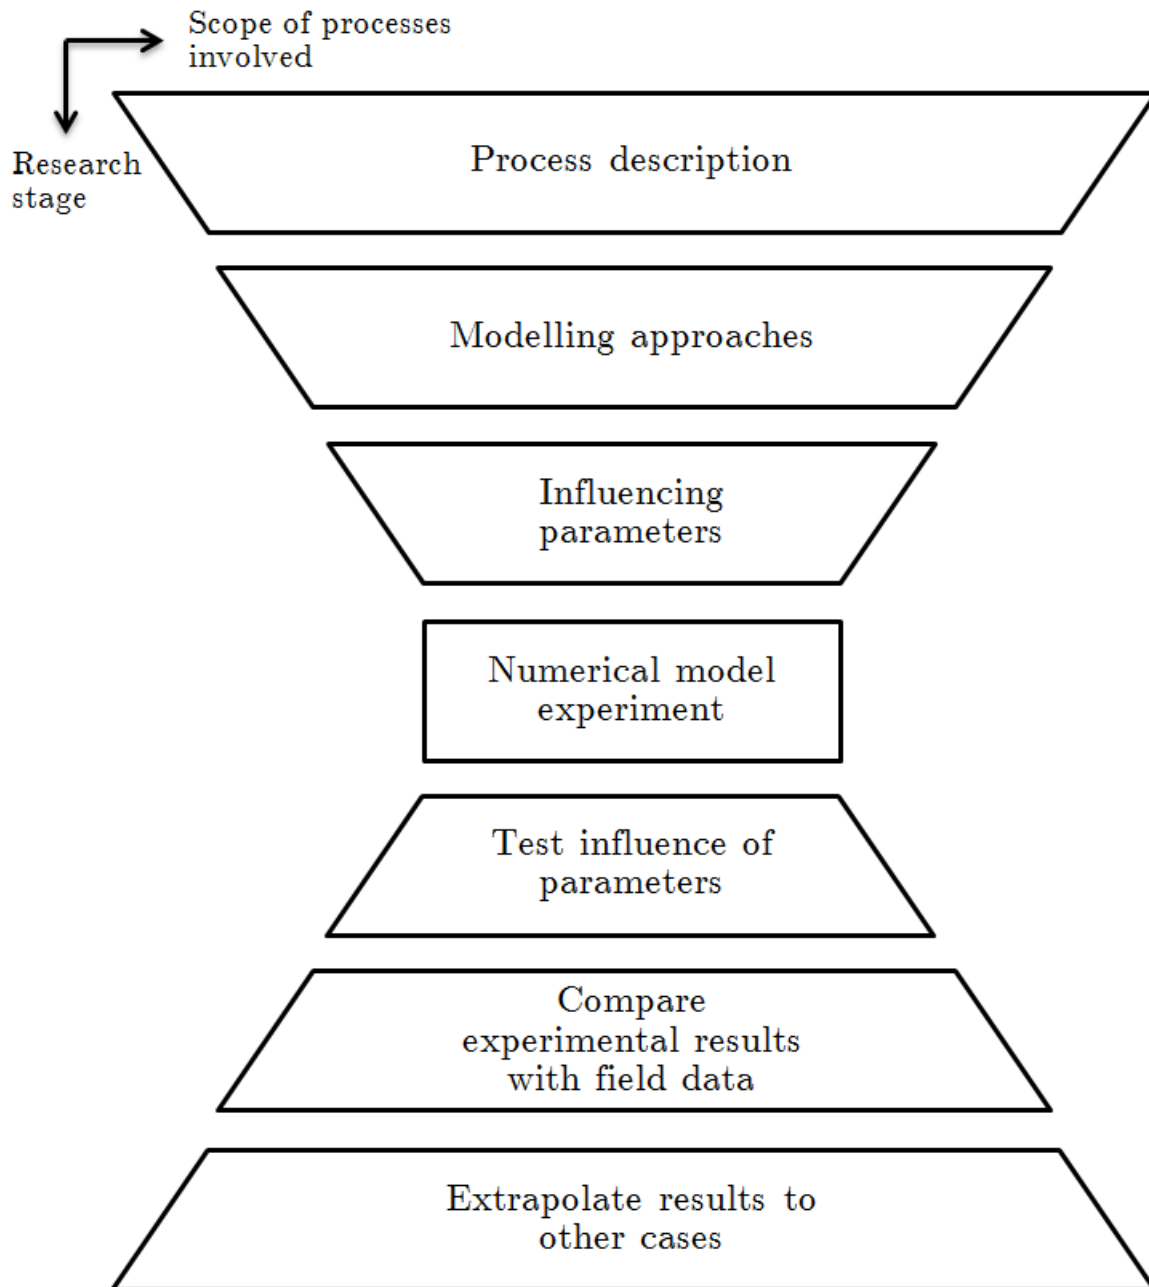 Scope of processes
involved
Research
stage
Process description
Modelling approaches
Influencing
parameters
Numerical model
experiment
Test influence of
parameters
Compare
experimental results
with field data
Extrapolate results to
other cases